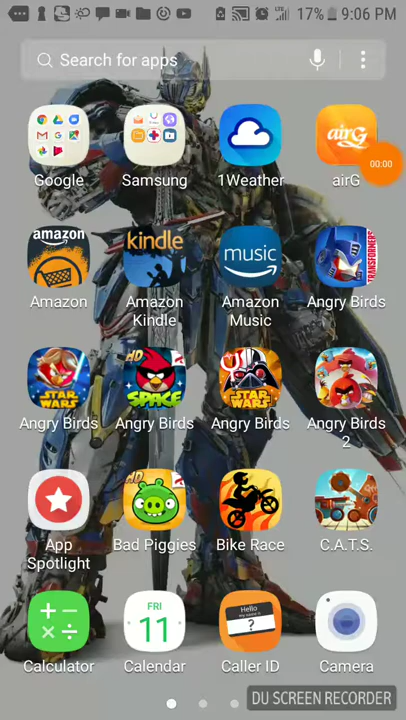 17% 9:06 PM
Search for apps
airG
00:00
Google
Samsung
1Weather
airG
amazon
kindle
music
TRANSFORMERS
Amazon
Amazon Kindle
Amazon Music
Angry Birds
STAR WARS
HD SPACE
STAR WARS
Angry Birds
Angry Birds
Angry Birds
Angry Birds 2
HD
App Spotlight
Bad Piggies
Bike Race
C.A.T.S.
FRI
11
Hello
?
Calculator
Calendar
Caller ID
Camera
DU SCREEN RECORDER